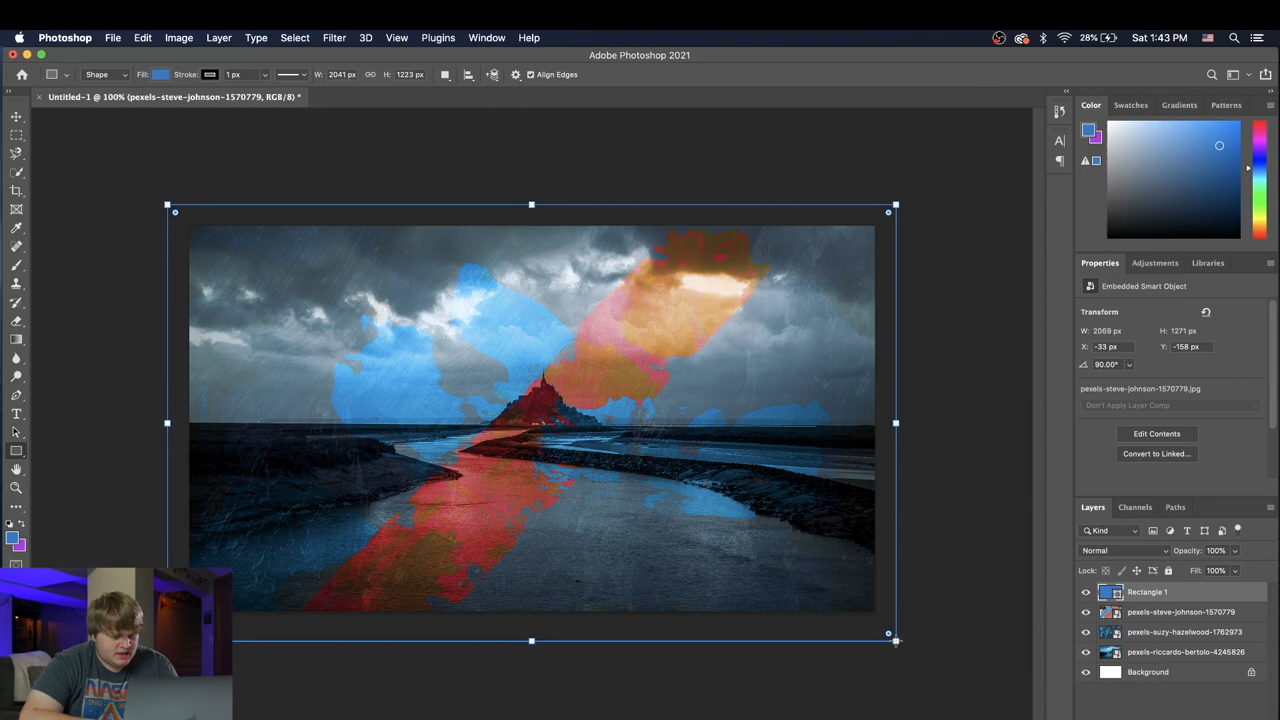 Photoshop File Edit Image Layer Type Select Filter 3D View Plugins Window Help 28% Sat 1:43 PM
Adobe Photoshop 2021
Shape Fill: Stroke: 1 px W: 2041 px H: 1223 px Align Edges
Untitled-1 @ 100% (pexels-steve-johnson-1570779, RGB/8) *
Color Swatches Gradients Patterns
Properties Adjustments Libraries
Embedded Smart Object
Transform
W: 2069 px H: 1271 px
X: -33 px Y: -158 px
90.00°
pexels-steve-johnson-1570779.jpg
Don't Apply Layer Comp
Edit Contents
Convert to Linked...
Layers Channels Paths
Kind
Normal Opacity: 100%
Lock: Fill: 100%
Rectangle 1
pexels-steve-johnson-1570779
pexels-suzy-hazelwood-1762973
pexels-riccardo-bertolo-4245826
Background
NASA